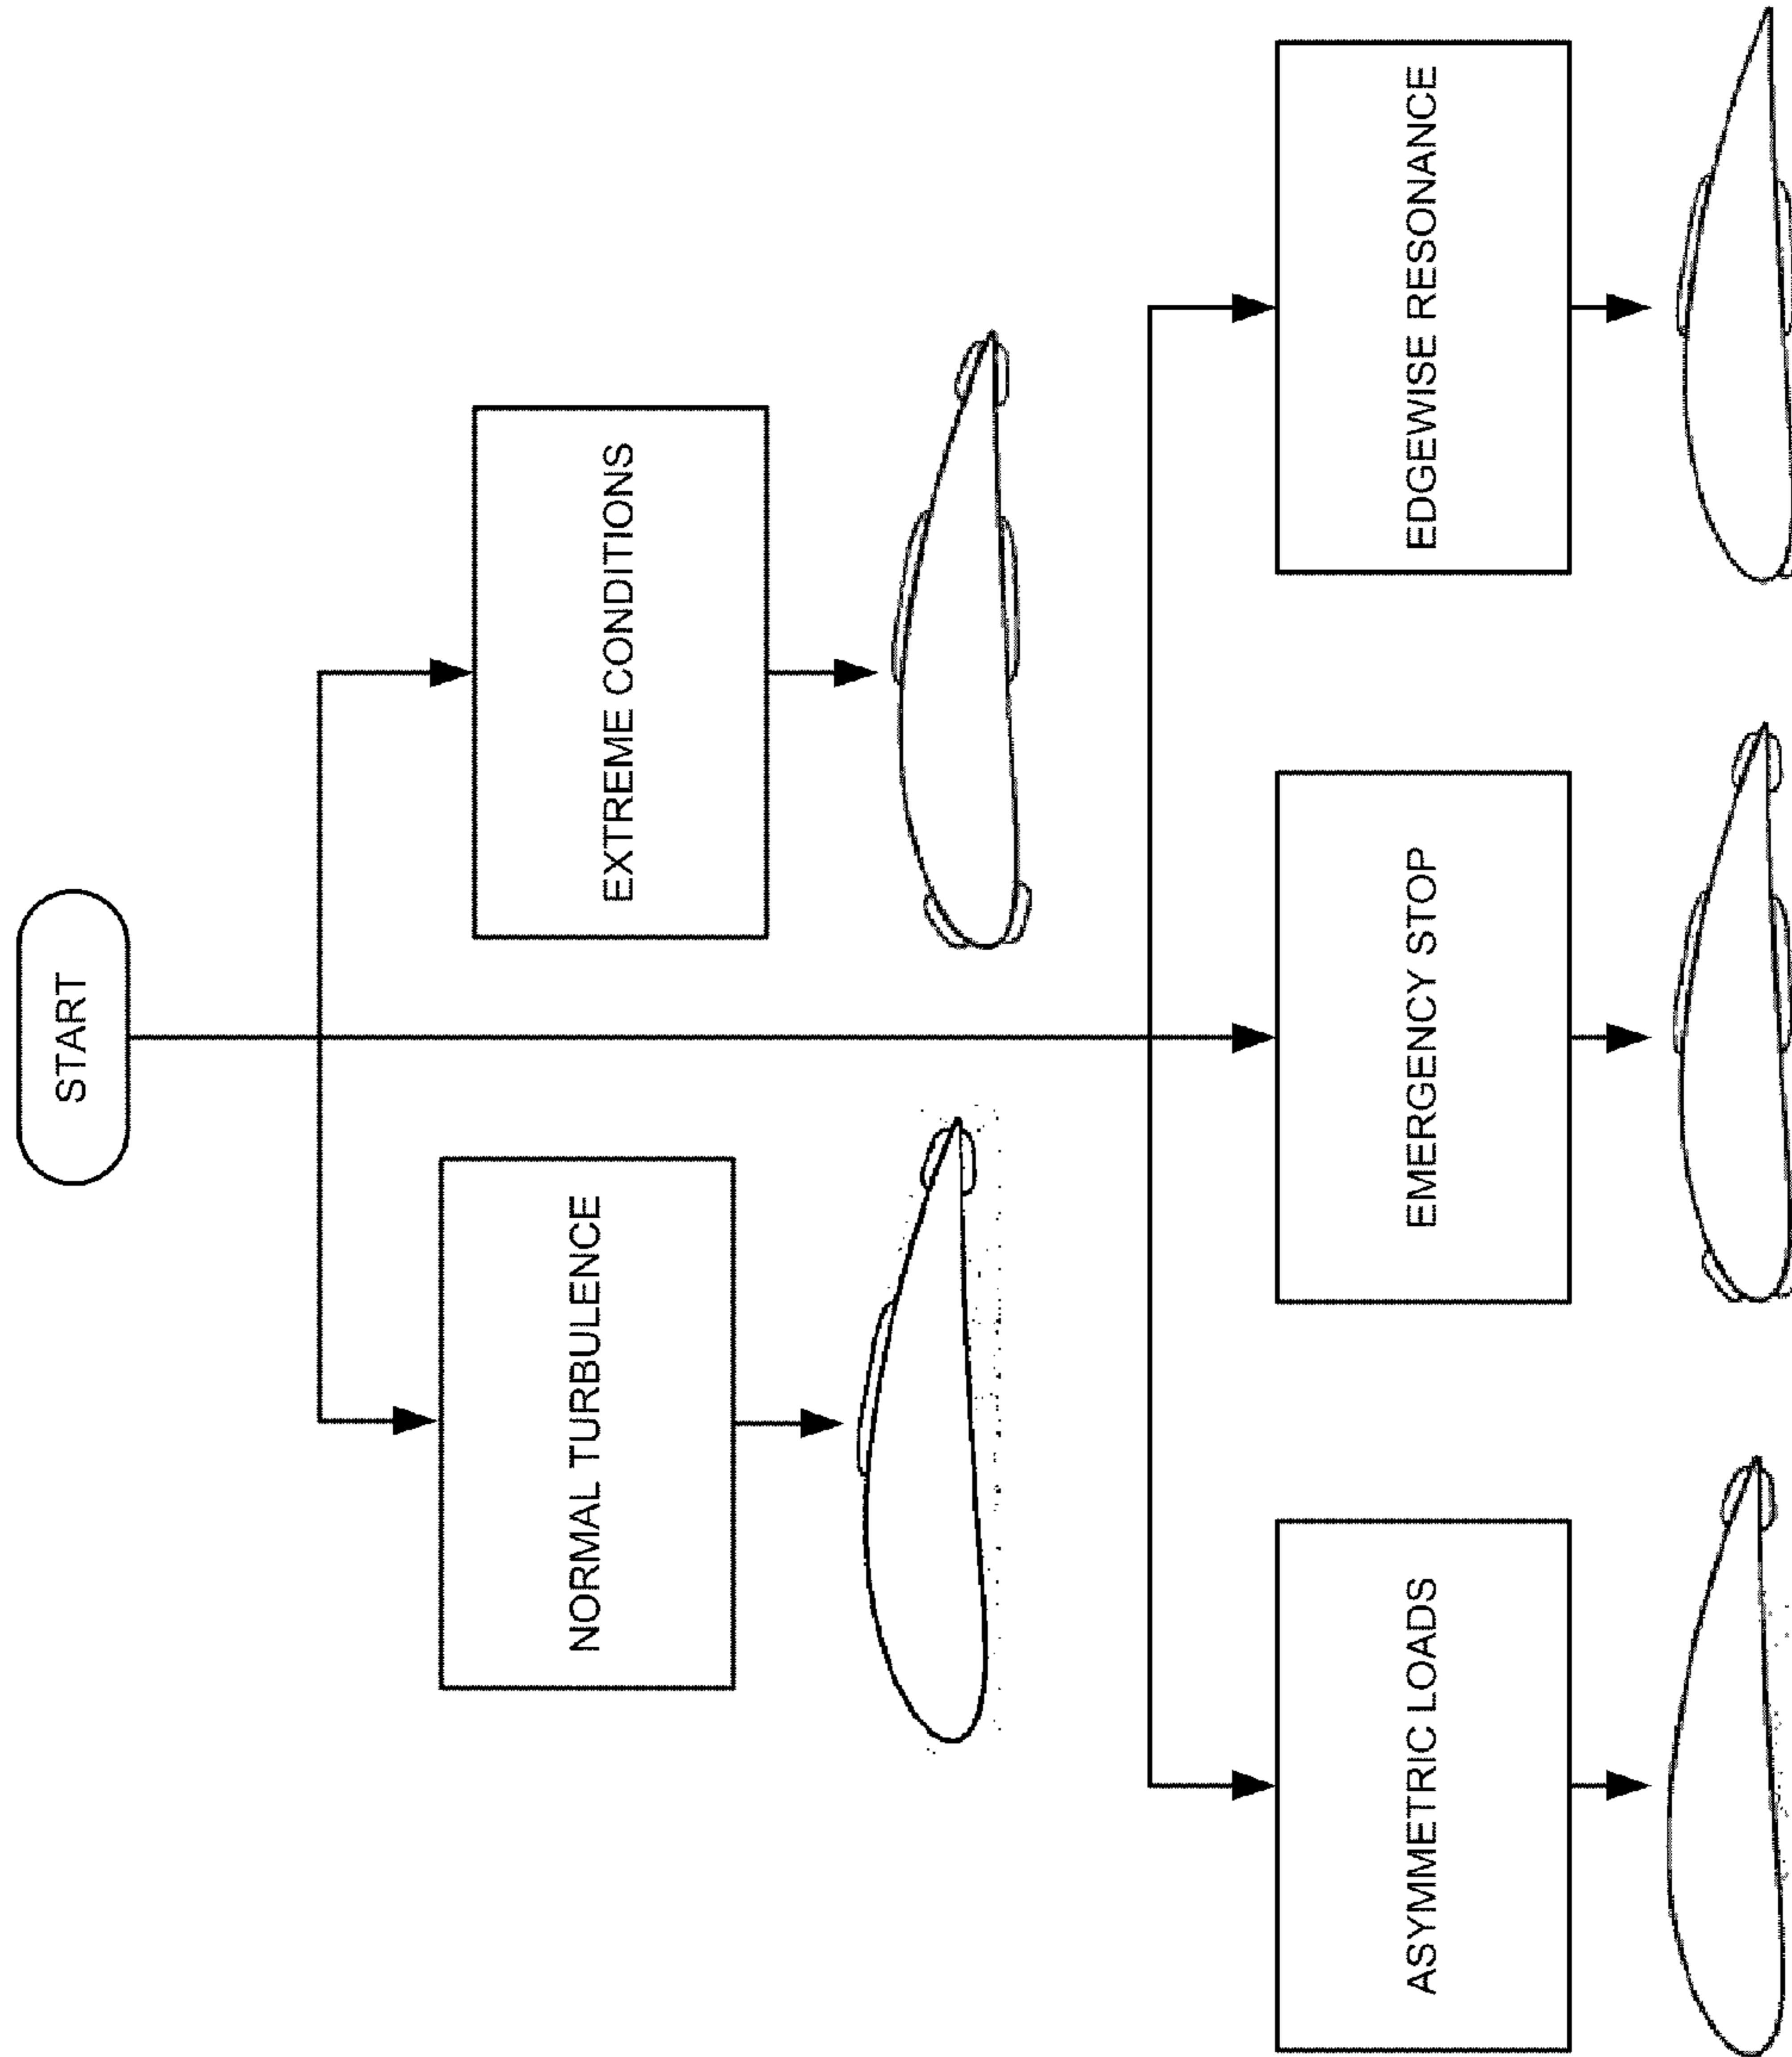 START
NORMAL TURBULENCE
EXTREME CONDITIONS
ASYMMETRIC LOADS
EMERGENCY STOP
EDGEWISE RESONANCE